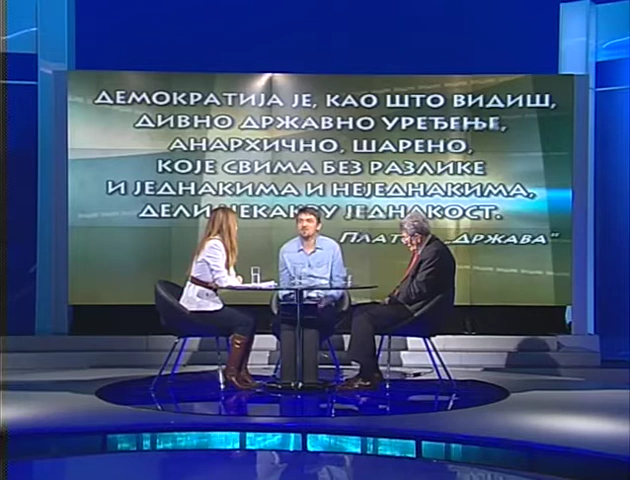 ДЕМОКРАТИЈА ЈЕ, КАО ШТО ВИДИШ,
ДИВНО ДРЖАВНО УРЕЂЕЊЕ,
АНАРХИЧНО, ШАРЕНО,
КОЈЕ СВИМА БЕЗ РАЗЛИКЕ
И ЈЕДНАКИМА И НЕЈЕДНАКИМА,
ДЕЛИ НЕКАКВУ ЈЕДНАКОСТ.
"ДРЖАВА"